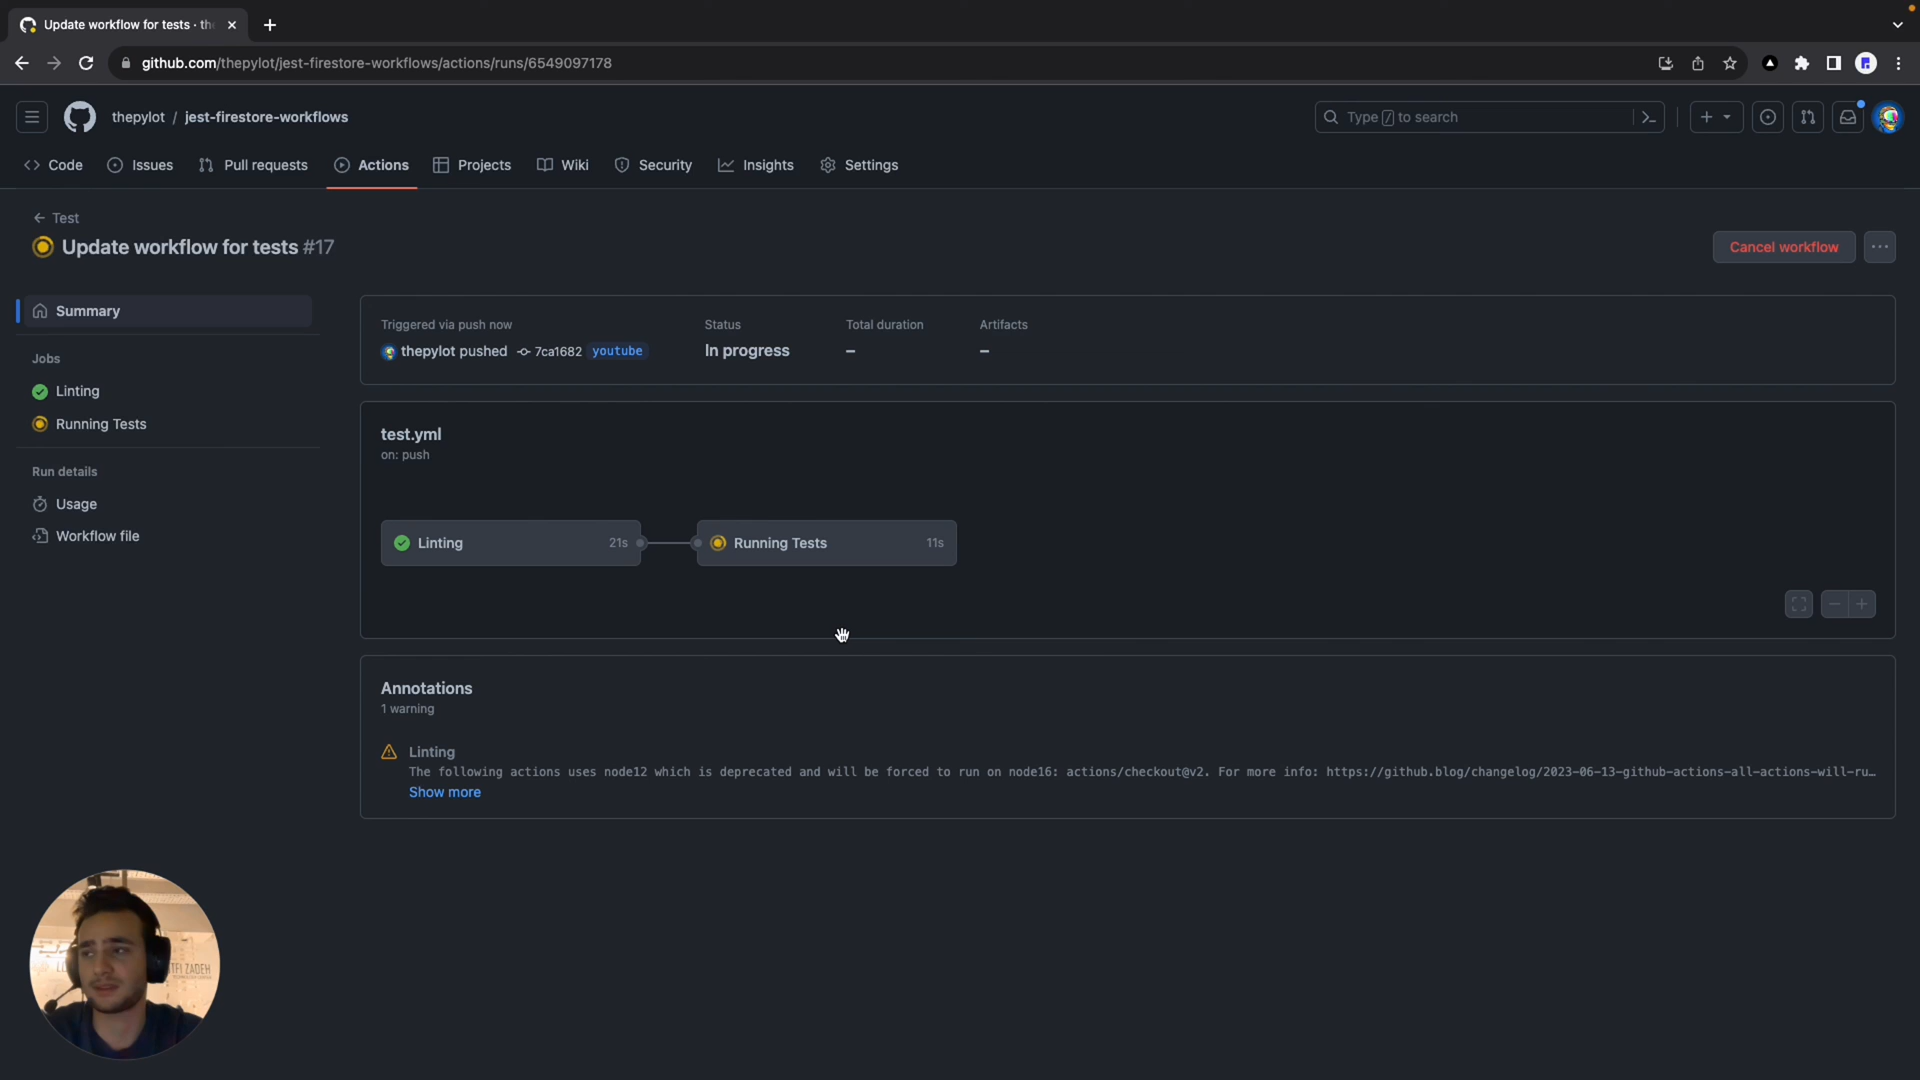 Update workflow for tests · th
github.com/thepylot/jest-firestore-workflows/actions/runs/6549097178
thepylot / jest-firestore-workflows
Type / to search
Code
Issues
Pull requests
Actions
Projects
Wiki
Security
Insights
Settings
← Test
Update workflow for tests #17
Cancel workflow
Summary
Triggered via push now
Status
Total duration
Artifacts
thepylot pushed 7ca1682 youtube
In progress
–
–
Jobs
Linting
Running Tests
Run details
Usage
Workflow file
test.yml
on: push
Linting 21s
Running Tests 11s
Annotations
1 warning
Linting
The following actions uses node12 which is deprecated and will be forced to run on node16: actions/checkout@v2. For more info: https://github.blog/changelog/2023-06-13-github-actions-all-actions-will-ru…
Show more
TFI ZADEH